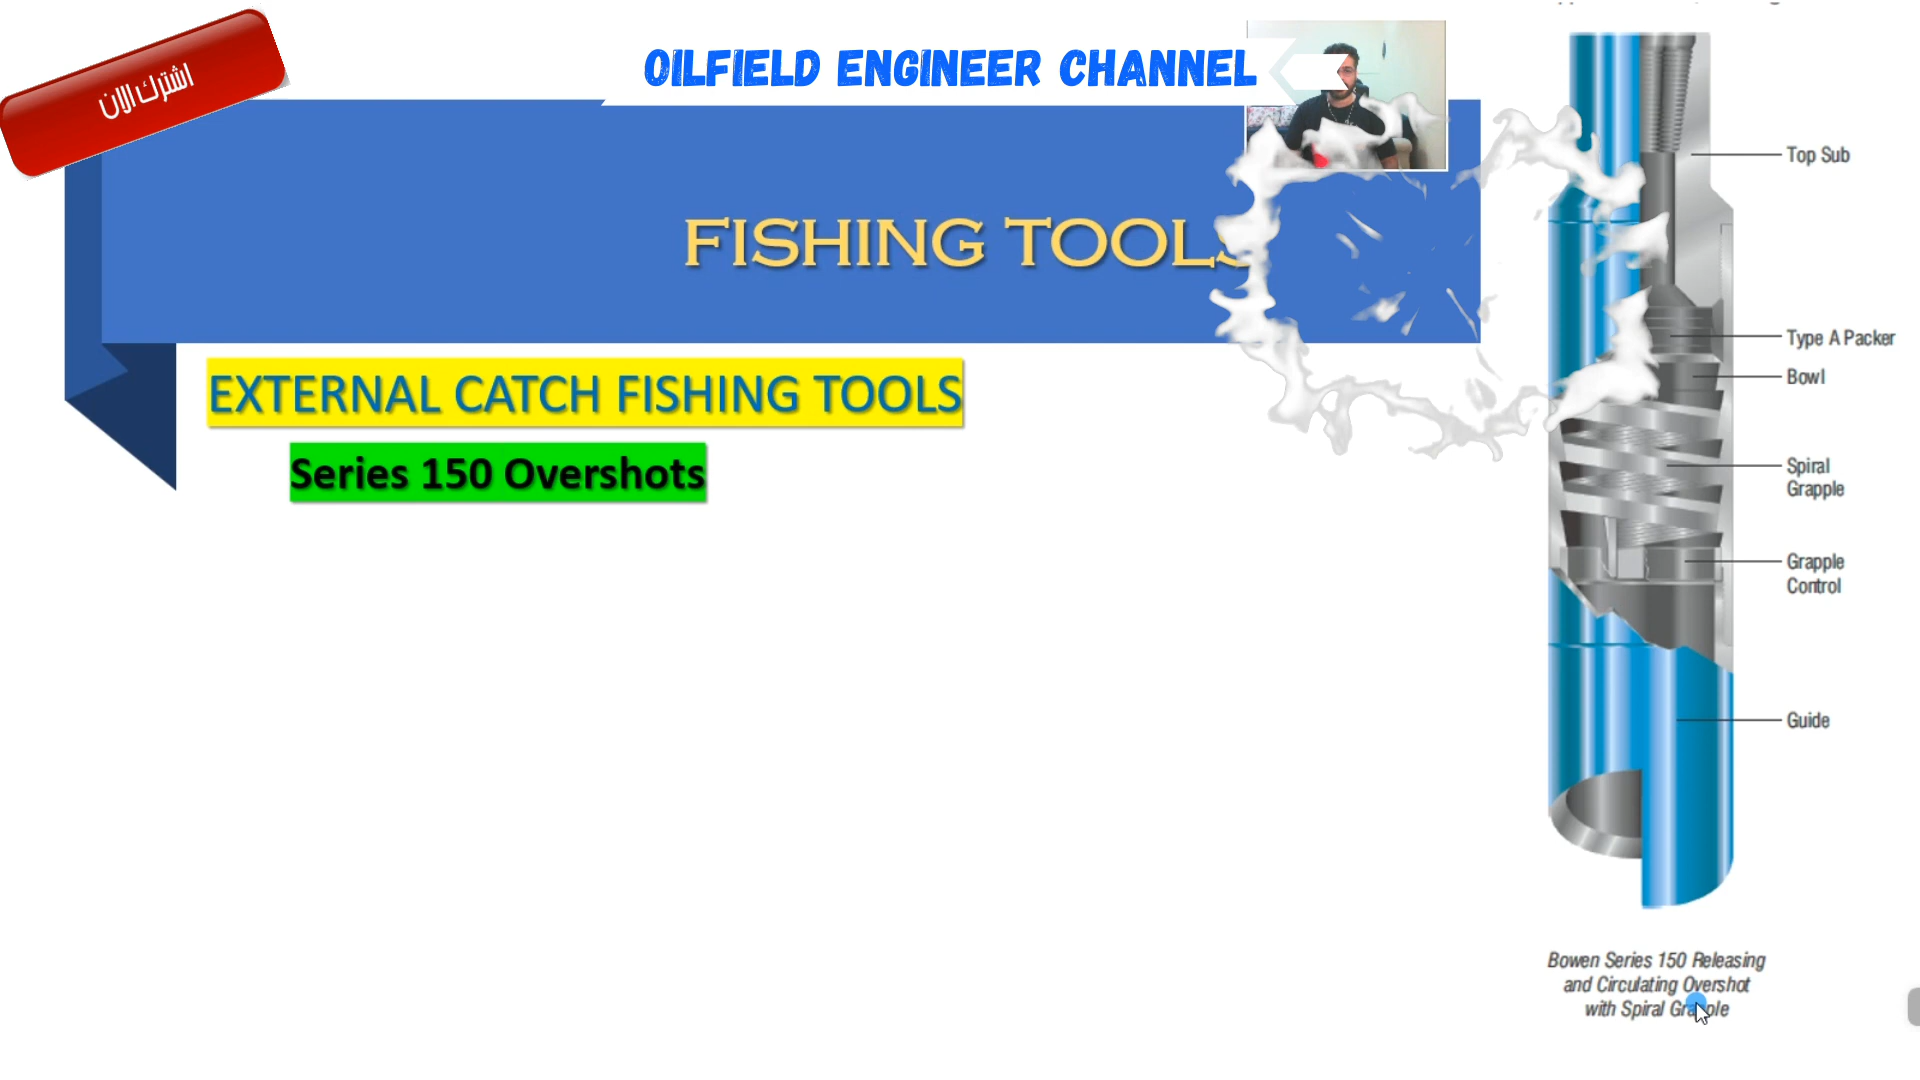 اشترك الان
OILFIELD ENGINEER CHANNEL
FISHING TOOLS
EXTERNAL CATCH FISHING TOOLS
Series 150 Overshots
Top Sub
Type A Packer
Bowl
Spiral
Grapple
Grapple
Control
Guide
Bowen Series 150 Releasing
and Circulating Overshot
with Spiral Grapple